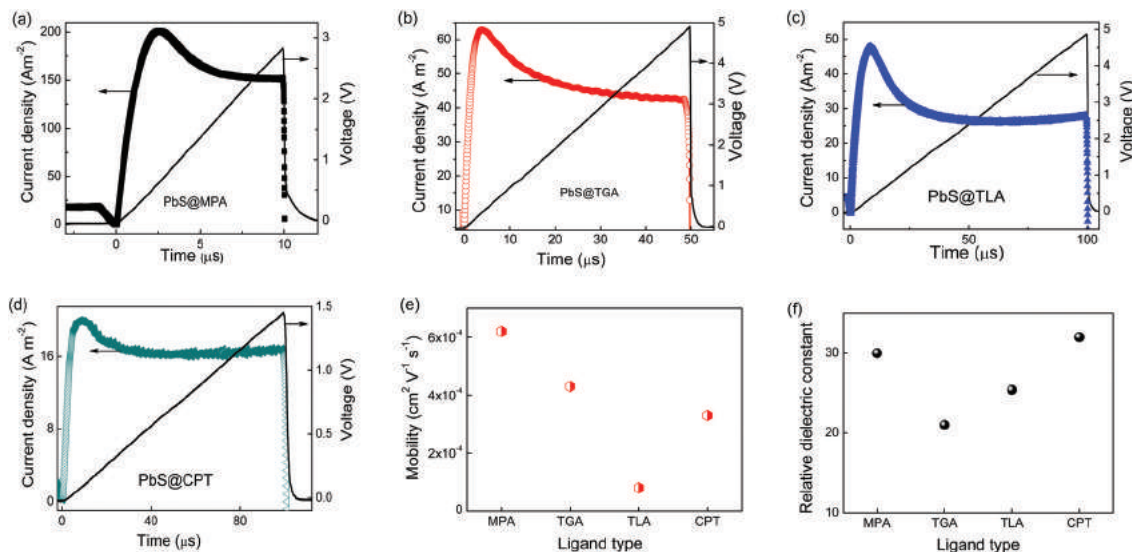 (a)
200
150
100
50
0
Current density (Am⁻²)
3
2
1
0
Voltage (V)
PbS@MPA
0 5 10
Time (μs)
(b)
60
50
40
30
20
10
0
Current density (A m⁻²)
5
4
3
2
1
0
Voltage (V)
PbS@TGA
0 10 20 30 40 50
Time (μs)
(c)
50
40
30
20
10
0
Current density (Am⁻²)
5
4
3
2
1
0
Voltage (V)
PbS@TLA
0 50 100
Time (μs)
(d)
16
8
0
Current density (A m⁻²)
1.5
1.0
0.5
0.0
Voltage (V)
PbS@CPT
0 40 80
Time (μs)
(e)
6x10⁻⁴
4x10⁻⁴
2x10⁻⁴
0
Mobility (cm² V⁻¹ s⁻¹)
MPA TGA TLA CPT
Ligand type
(f)
30
20
10
Relative dielectric constant
MPA TGA TLA CPT
Ligand type